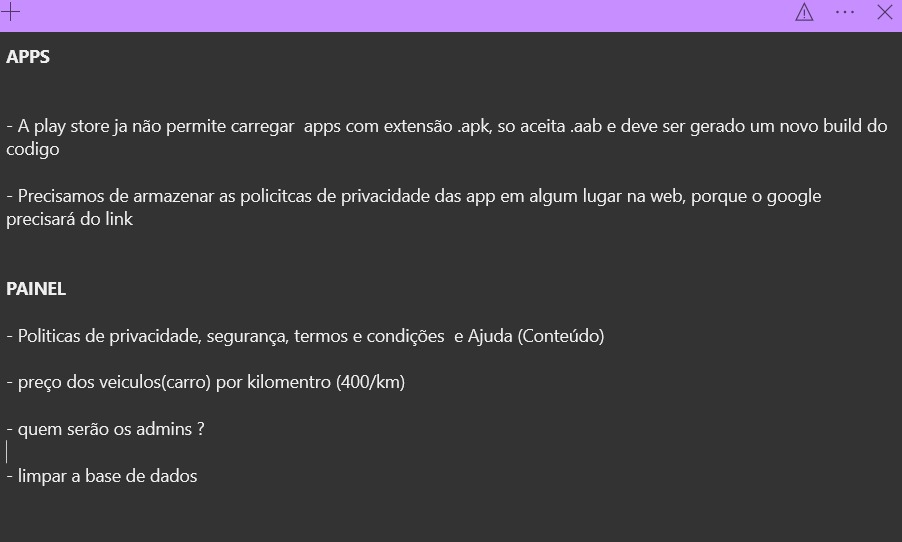 APPS
- A play store ja não permite carregar  apps com extensão .apk, so aceita .aab e deve ser gerado um novo build do
codigo
- Precisamos de armazenar as policitcas de privacidade das app em algum lugar na web, porque o google
precisará do link
PAINEL
- Politicas de privacidade, segurança, termos e condições  e Ajuda (Conteúdo)
- preço dos veiculos(carro) por kilomentro (400/km)
- quem serão os admins ?
- limpar a base de dados